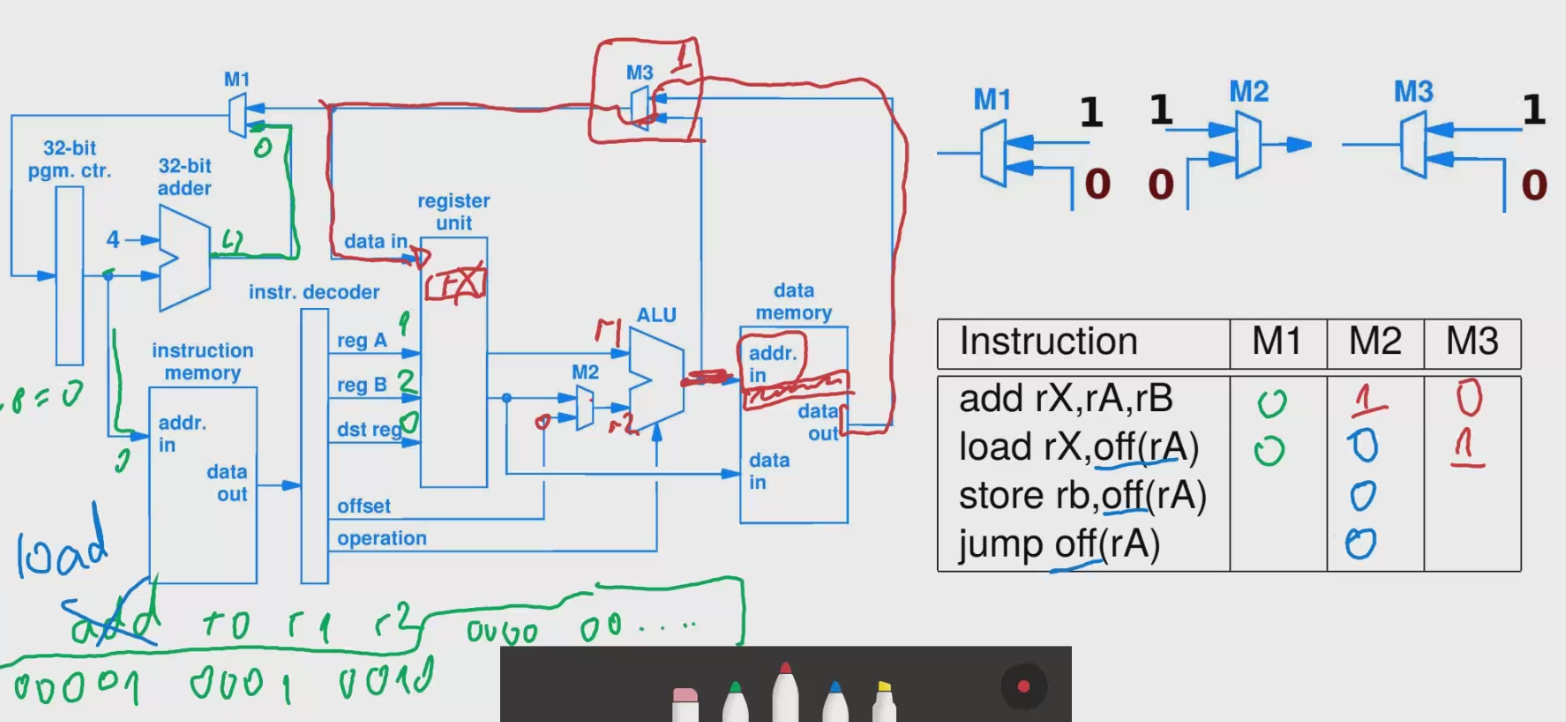 M1
M3
1
0
32-bit
pgm. ctr.
32-bit
adder
4
4
register
unit
data in
rX
instr. decoder
reg A
1
reg B
2
dst reg
0
offset
operation
instruction
memory
addr.
in
data
out
0
M2
0
r1
r2
ALU
data
memory
addr.
in
data
out
data
in
load
add r0 r1 r2 0000 00....
00001 0001 0010
M1
1
0
M2
1
0
M3
1
0
Instruction M1 M2 M3
add rX,rA,rB 0 1 0
load rX,off(rA) 0 0 1
store rb,off(rA) 0
jump off(rA) 0